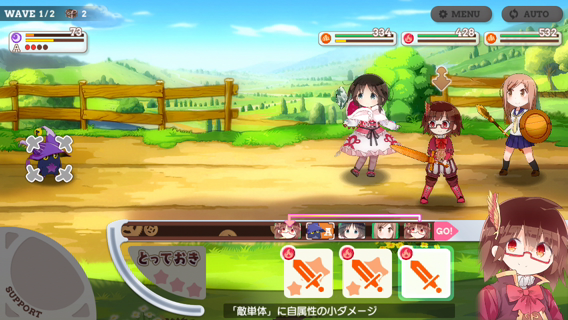 WAVE 1/2 2
MENU
AUTO
73
A
334
428
532
GO!
とっておき
SUPPORT
「敵単体」に自属性の小ダメージ